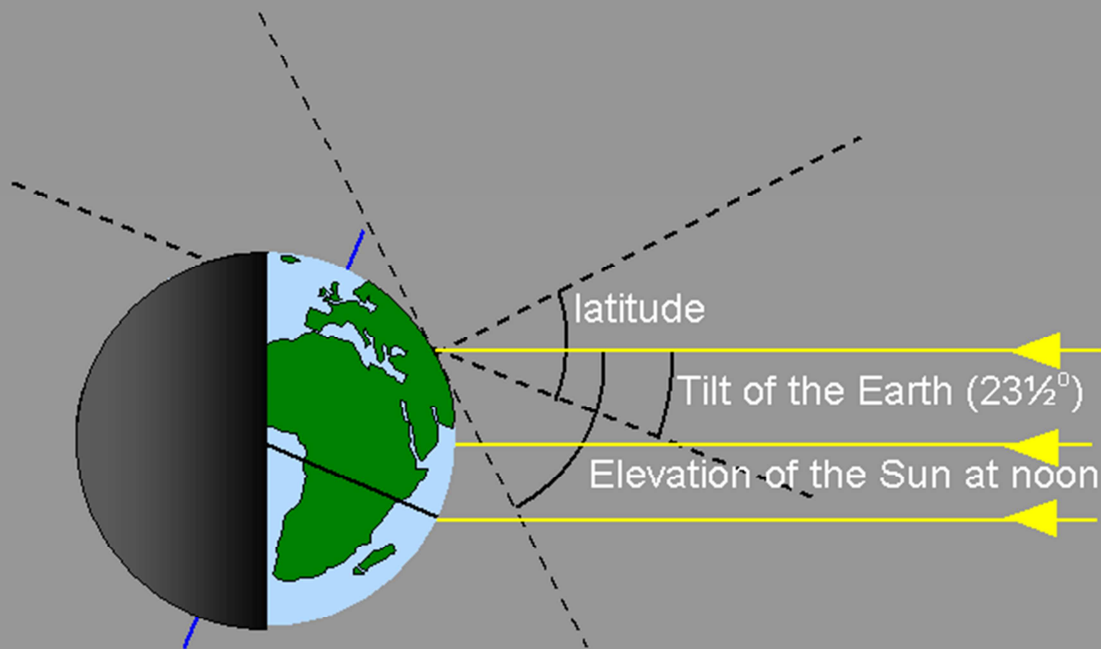 latitude
Tilt of the Earth (23½⁰)
Elevation of the Sun at noon